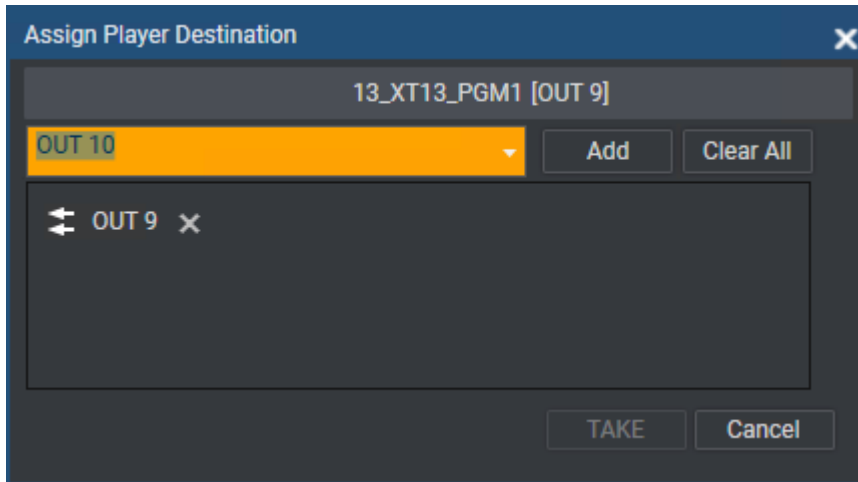 Assign Player Destination
13_XT13_PGM1 [OUT 9]
OUT 10 Add Clear All
OUT 9
TAKE Cancel